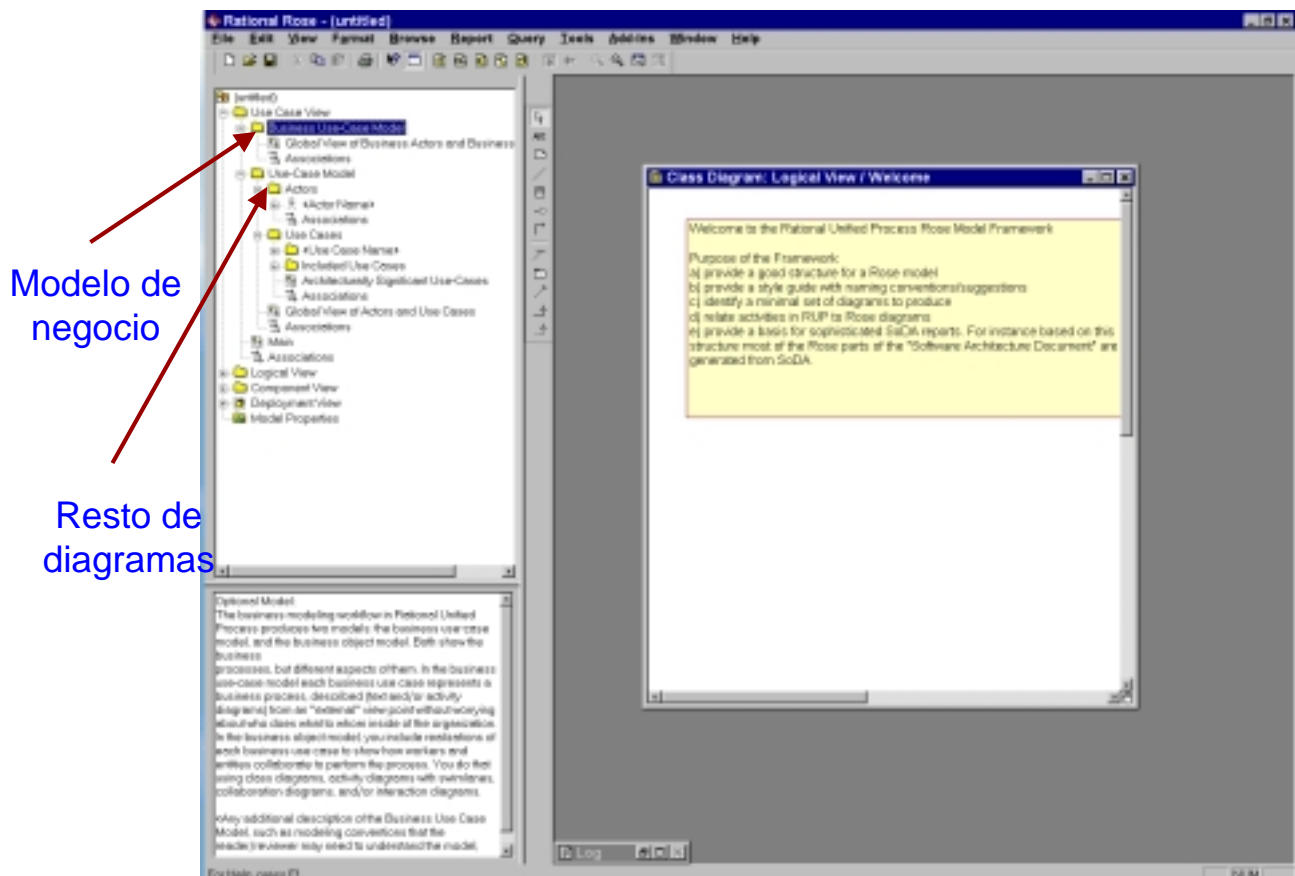 Rational Rose - (untitled)
File Edit View Format Browse Report Query Tools Add-Ins Window Help
(untitled)
Use Case View
Business Use-Case Model
Global View of Business Actors and Business
Associations
Use-Case Model
Actors
<Actor Name>
Associations
Use Cases
<Use Case Name>
Included Use Cases
Architecturally Significant Use-Cases
Associations
Global View of Actors and Use Cases
Associations
Main
Associations
Logical View
Component View
Deployment View
Model Properties
Modelo de
negocio
Resto de
diagramas
ABC
Class Diagram: Logical View / Welcome
Welcome to the Rational Unified Process Rose Model Framework
Purpose of the Framework:
a) provide a good structure for a Rose model
b) provide a style guide with naming conventions/suggestions
c) identify a minimal set of diagrams to produce
d) relate activities in RUP to Rose diagrams
e) provide a basis for sophisticated SoDA reports. For instance based on this
structure most of the Rose parts of the "Software Architecture Document" are
generated from SoDA.
Optional Model:
The business modeling workflow in Rational Unified
Process produces two models: the business use-case
model, and the business object model. Both show the
business
processes, but different aspects of them. In the business
use-case model each business use case represents a
business process, described (text and/or activity
diagrams) from an "external" view point without worrying
about who does what to whom inside of the organization.
In the business object model, you include realizations of
each business use case to show how workers and
entities collaborate to perform the process. You do that
using class diagrams, activity diagrams with swimlanes,
collaboration diagrams, and/or interaction diagrams.
<Any additional description of the Business Use Case
Model, such as modeling conventions that the
reader/reviewer may need to understand the model,
Log
For Help, press F1
NUM